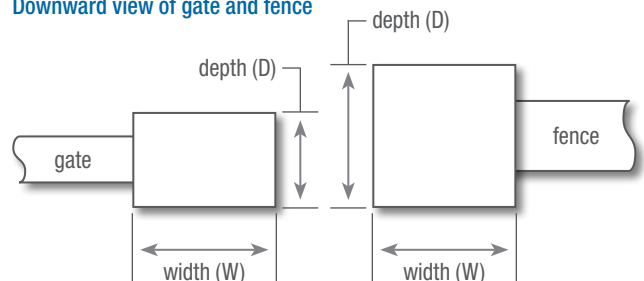 Downward view of gate and fence
depth (D)
depth (D)
gate
fence
width (W)
width (W)